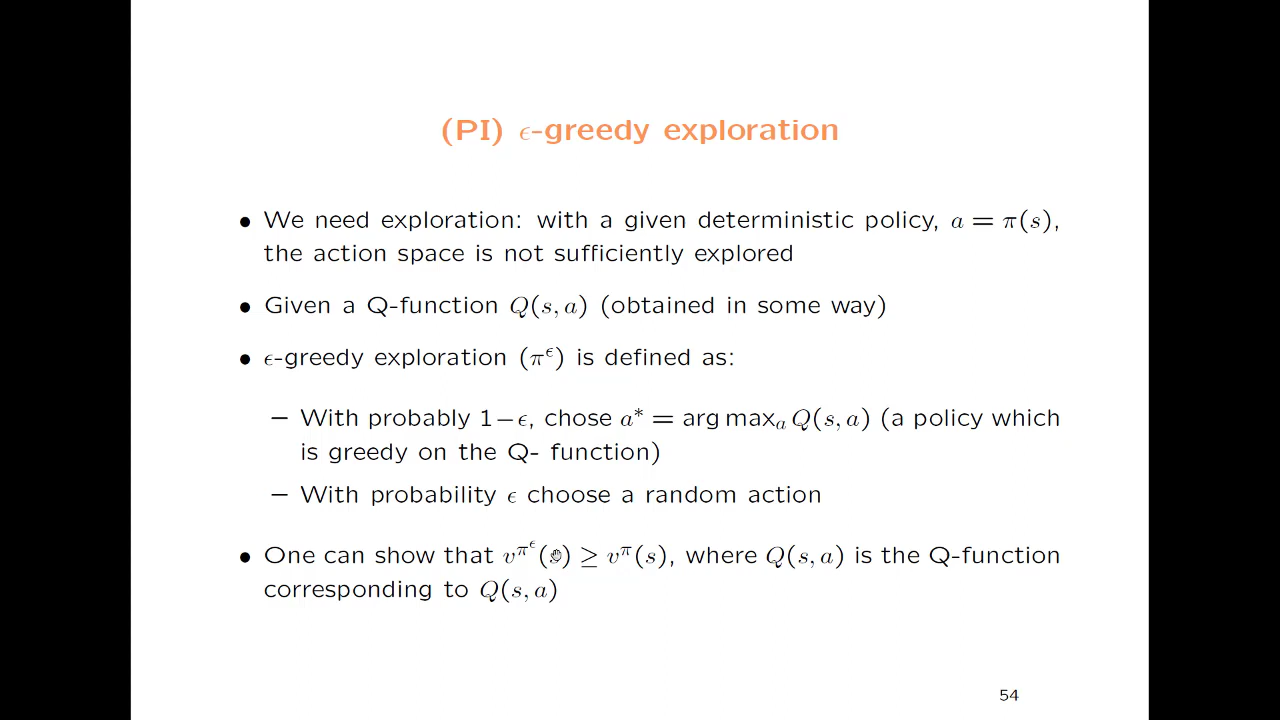 (PI) ϵ-greedy exploration
• We need exploration: with a given deterministic policy, a = π(s),
the action space is not sufficiently explored
• Given a Q-function Q(s, a) (obtained in some way)
• ϵ-greedy exploration (π^ϵ) is defined as:
– With probably 1−ϵ, chose a* = arg max_a Q(s, a) (a policy which
is greedy on the Q- function)
– With probability ϵ choose a random action
• One can show that v^{π^ϵ}(s) ≥ v^π(s), where Q(s, a) is the Q-function
corresponding to Q(s, a)
54